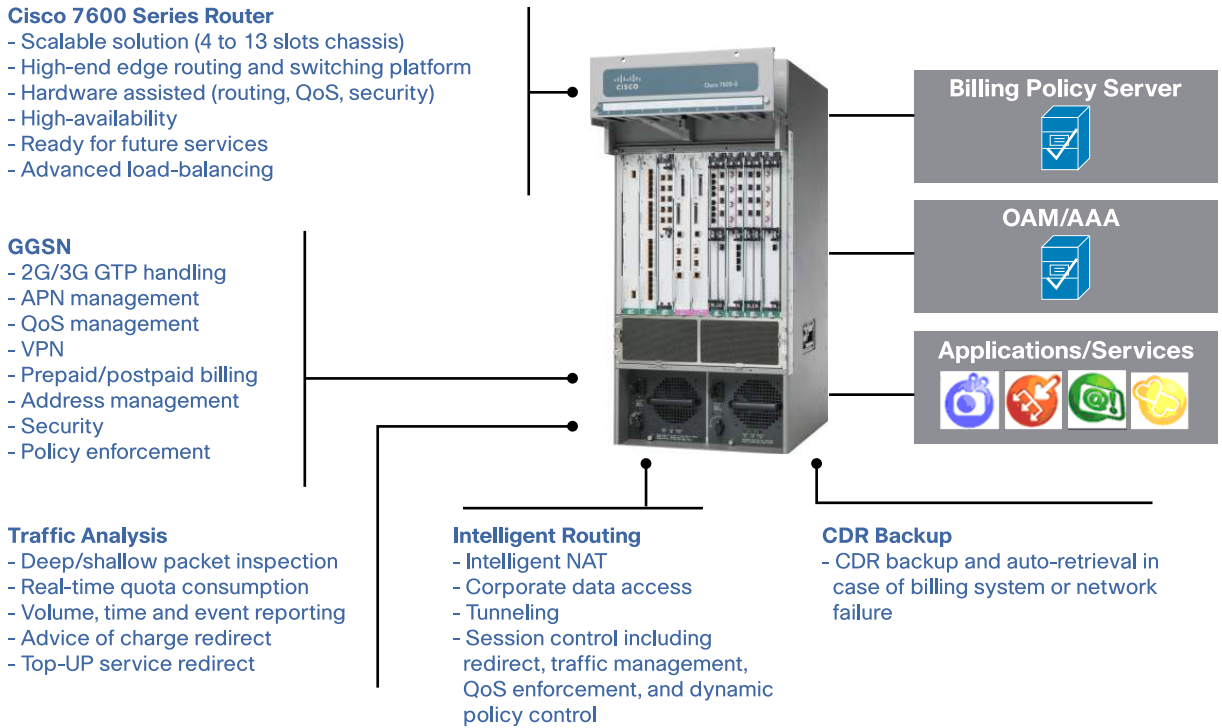 Cisco 7600 Series Router
- Scalable solution (4 to 13 slots chassis)
- High-end edge routing and switching platform
- Hardware assisted (routing, QoS, security)
- High-availability
- Ready for future services
- Advanced load-balancing
CISCO
Cisco 7609-S
Billing Policy Server
OAM/AAA
Applications/Services
@!
GGSN
- 2G/3G GTP handling
- APN management
- QoS management
- VPN
- Prepaid/postpaid billing
- Address management
- Security
- Policy enforcement
Traffic Analysis
- Deep/shallow packet inspection
- Real-time quota consumption
- Volume, time and event reporting
- Advice of charge redirect
- Top-UP service redirect
Intelligent Routing
- Intelligent NAT
- Corporate data access
- Tunneling
- Session control including
redirect, traffic management,
QoS enforcement, and dynamic
policy control
CDR Backup
- CDR backup and auto-retrieval in
case of billing system or network
failure